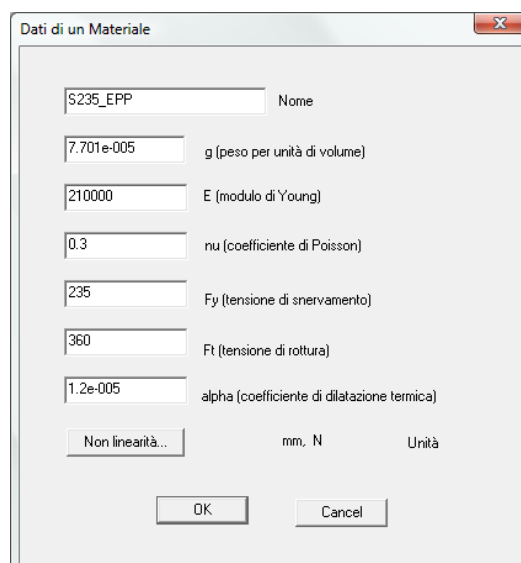 Dati di un Materiale
S235_EPP Nome
7.701e-005 g (peso per unità di volume)
210000 E (modulo di Young)
0.3 nu (coefficiente di Poisson)
235 Fy (tensione di snervamento)
360 Ft (tensione di rottura)
1.2e-005 alpha (coefficiente di dilatazione termica)
Non linearità... mm, N Unità
OK Cancel